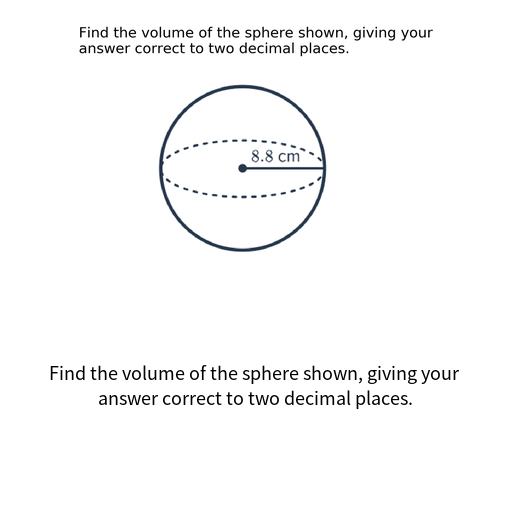 Find the volume of the sphere shown, giving your
answer correct to two decimal places.
8.8 cm
Find the volume of the sphere shown, giving your
answer correct to two decimal places.